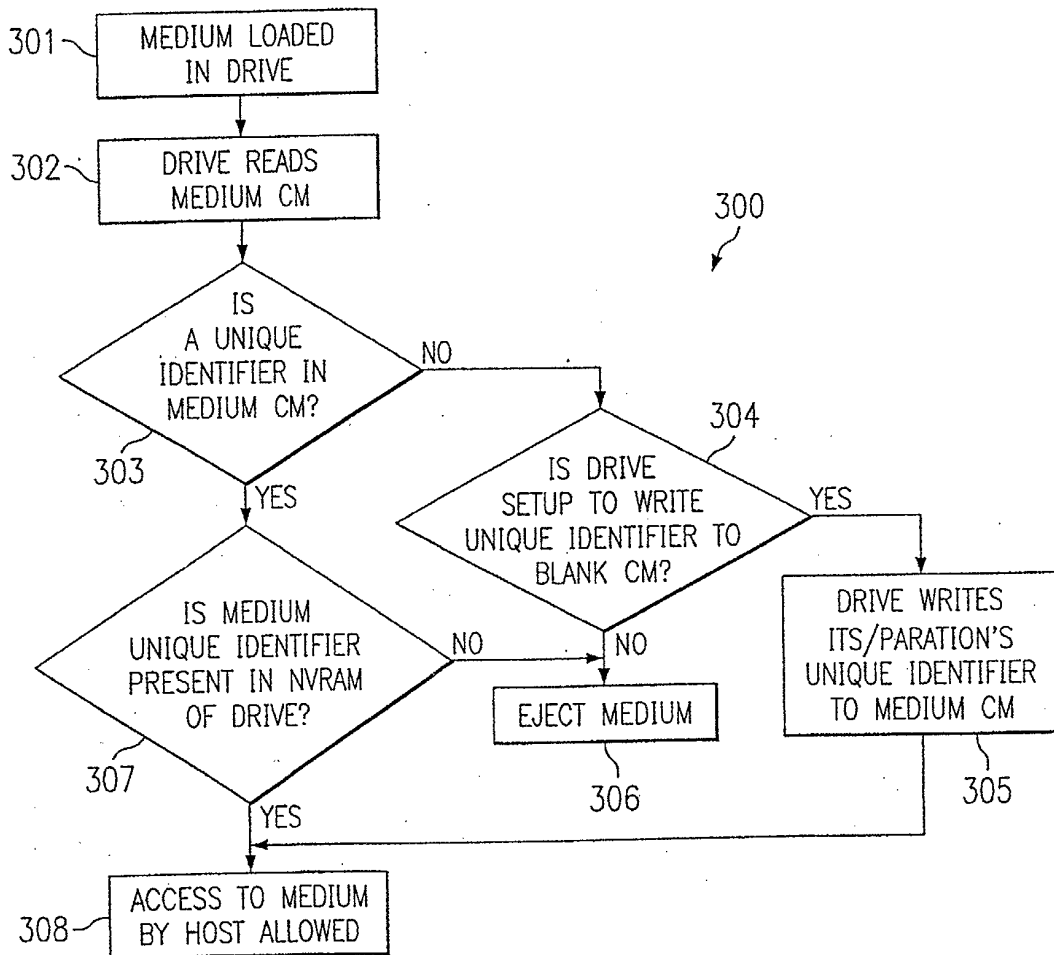 301
MEDIUM LOADED
IN DRIVE
302
DRIVE READS
MEDIUM CM
300
IS
A UNIQUE
IDENTIFIER IN
MEDIUM CM?
NO
303
YES
304
IS DRIVE
SETUP TO WRITE
UNIQUE IDENTIFIER TO
BLANK CM?
YES
NO
DRIVE WRITES
ITS/PARATION'S
UNIQUE IDENTIFIER
TO MEDIUM CM
305
IS MEDIUM
UNIQUE IDENTIFIER
PRESENT IN NVRAM
OF DRIVE?
NO
307
YES
EJECT MEDIUM
306
308
ACCESS TO MEDIUM
BY HOST ALLOWED